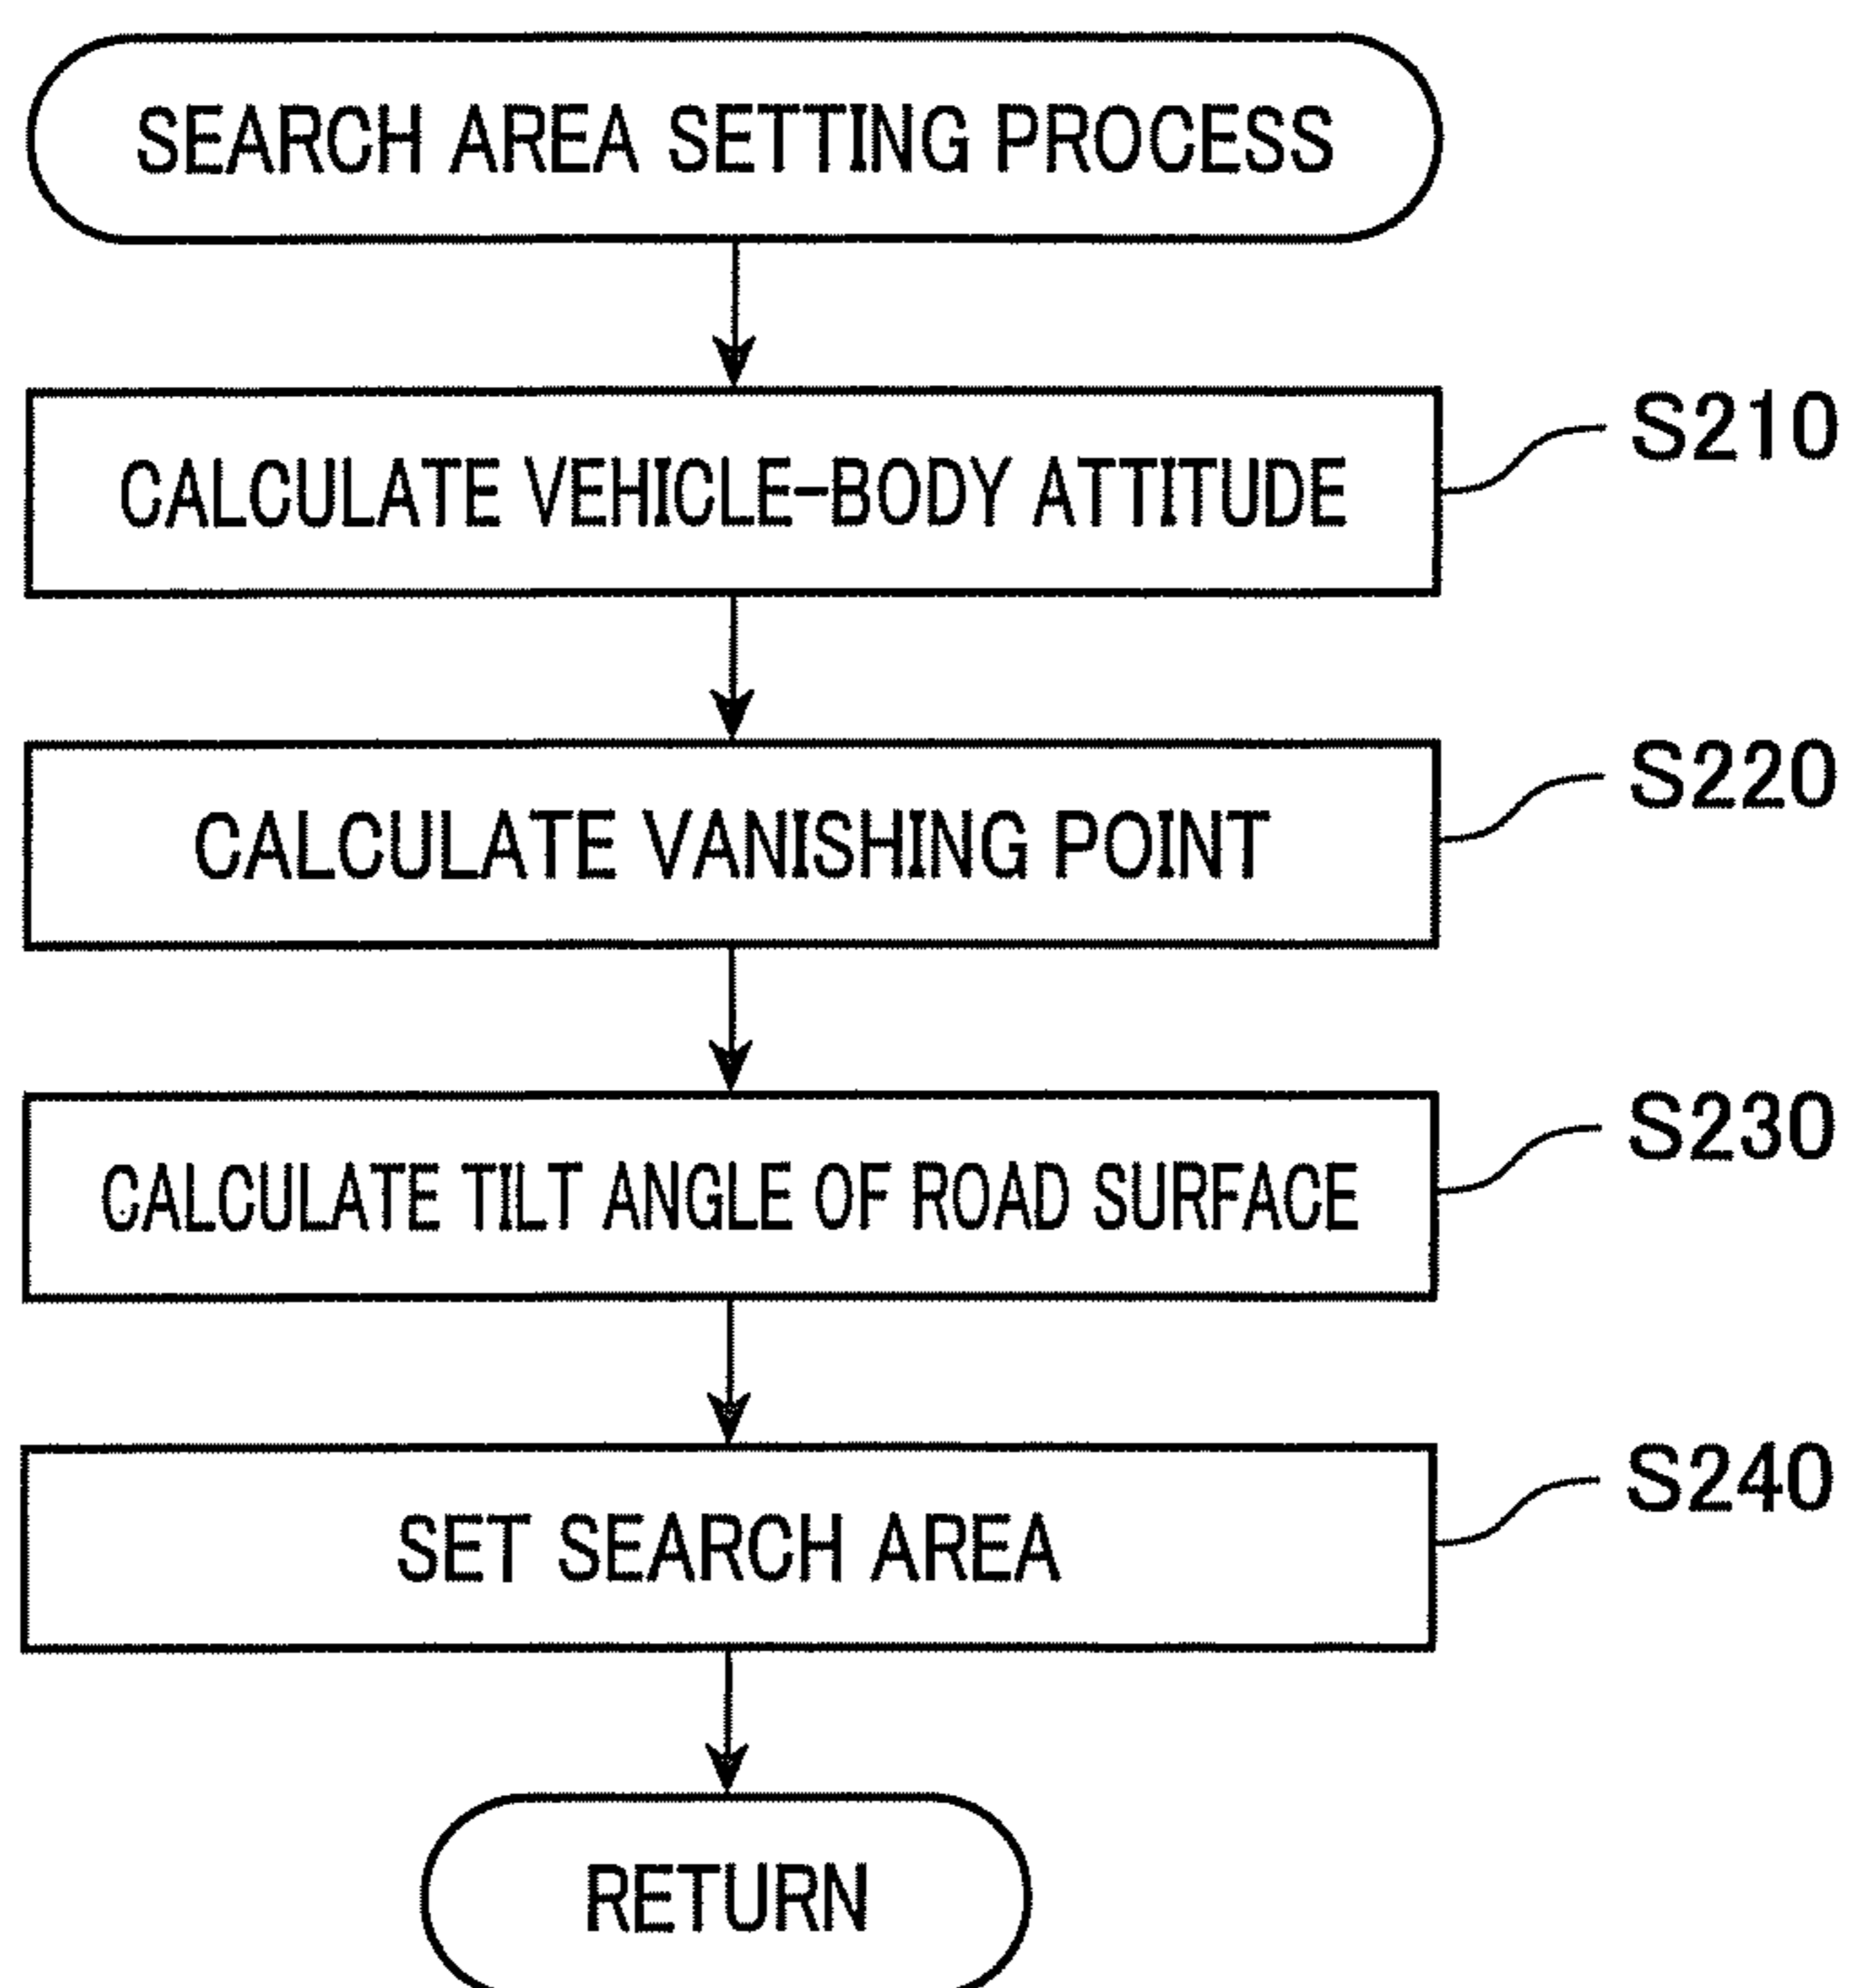 SEARCH AREA SETTING PROCESS
CALCULATE VEHICLE-BODY ATTITUDE
S210
CALCULATE VANISHING POINT
S220
CALCULATE TILT ANGLE OF ROAD SURFACE
S230
SET SEARCH AREA
S240
RETURN